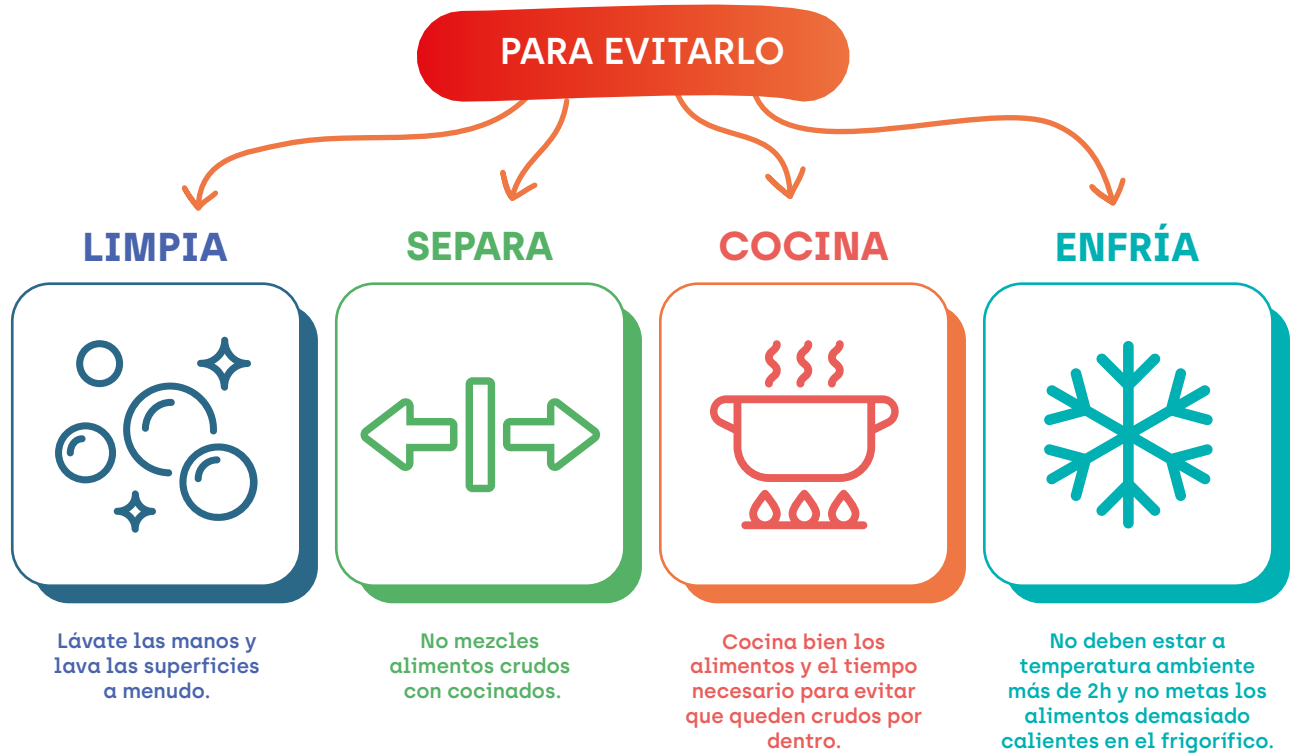 PARA EVITARLO
LIMPIA
Lávate las manos y
lava las superficies
a menudo.
SEPARA
No mezcles
alimentos crudos
con cocinados.
COCINA
Cocina bien los
alimentos y el tiempo
necesario para evitar
que queden crudos por
dentro.
ENFRÍA
No deben estar a
temperatura ambiente
más de 2h y no metas los
alimentos demasiado
calientes en el frigorífico.